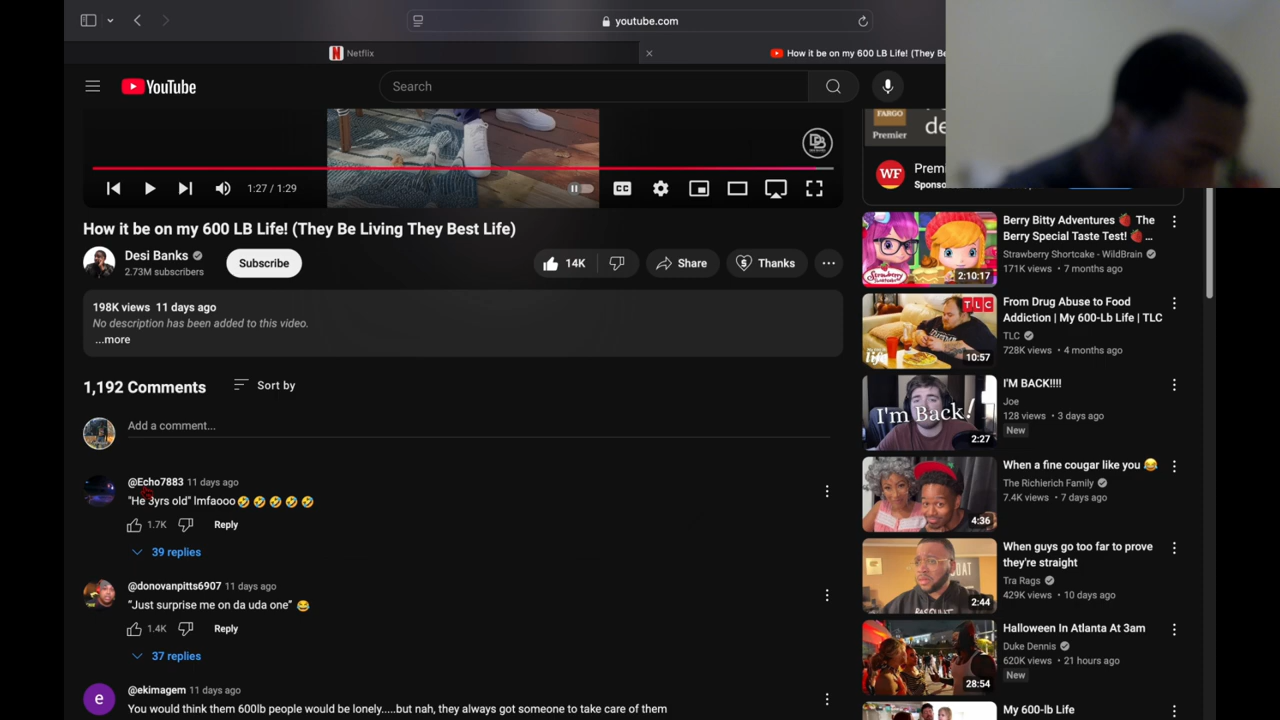 youtube.com
Netflix
How it be on my 600 LB Life! (They Be
YouTube
Search
FARGO
Premier
de
WF
Premi
Sponso
1:27 / 1:29
CC
How it be on my 600 LB Life! (They Be Living They Best Life)
Desi Banks
2.73M subscribers
Subscribe
14K
Share
Thanks
198K views 11 days ago
No description has been added to this video.
...more
1,192 Comments
Sort by
Add a comment...
@Echo7883 11 days ago
"He 3yrs old" lmfaooo🤣🤣🤣🤣🤣
1.7K
Reply
39 replies
@donovanpitts6907 11 days ago
“Just surprise me on da uda one” 😂
1.4K
Reply
37 replies
e
@ekimagem 11 days ago
You would think them 600lb people would be lonely.....but nah, they always got someone to take care of them
Strawberry Shortcake
2:10:17
Berry Bitty Adventures 🍓 The
Berry Special Taste Test! 🍓 ...
Strawberry Shortcake - WildBrain
171K views • 7 months ago
TLC
life
10:57
From Drug Abuse to Food
Addiction | My 600-Lb Life | TLC
TLC
728K views • 4 months ago
I'm Back!
2:27
I'M BACK!!!!
Joe
128 views • 3 days ago
New
4:36
When a fine cougar like you 😂
The Richierich Family
7.4K views • 7 days ago
2:44
When guys go too far to prove
they're straight
Tra Rags
429K views • 10 days ago
28:54
Halloween In Atlanta At 3am
Duke Dennis
620K views • 21 hours ago
New
My 600-lb Life